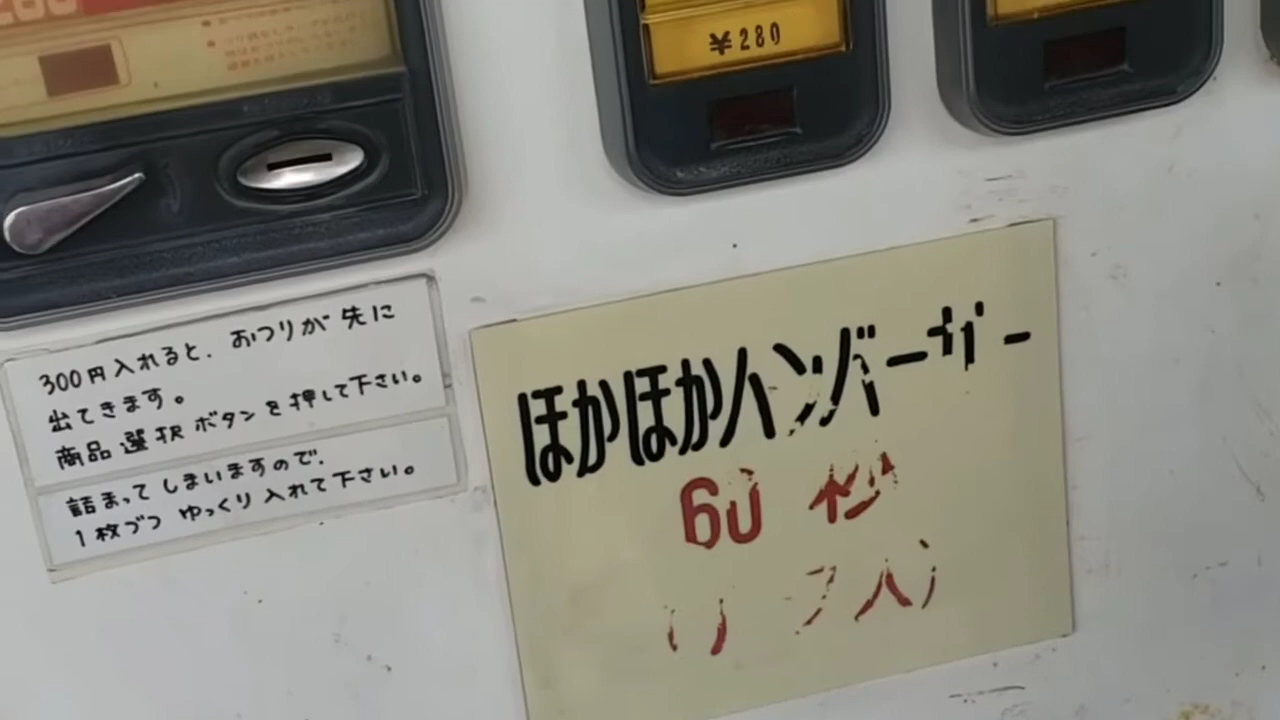 ¥280
300円入れると、おつりが先に
出てきます。
商品選択ボタンを押して下さい。
詰まってしまいますので、
1枚づつゆっくり入れて下さい。
ほかほかハンバーガー
60秒